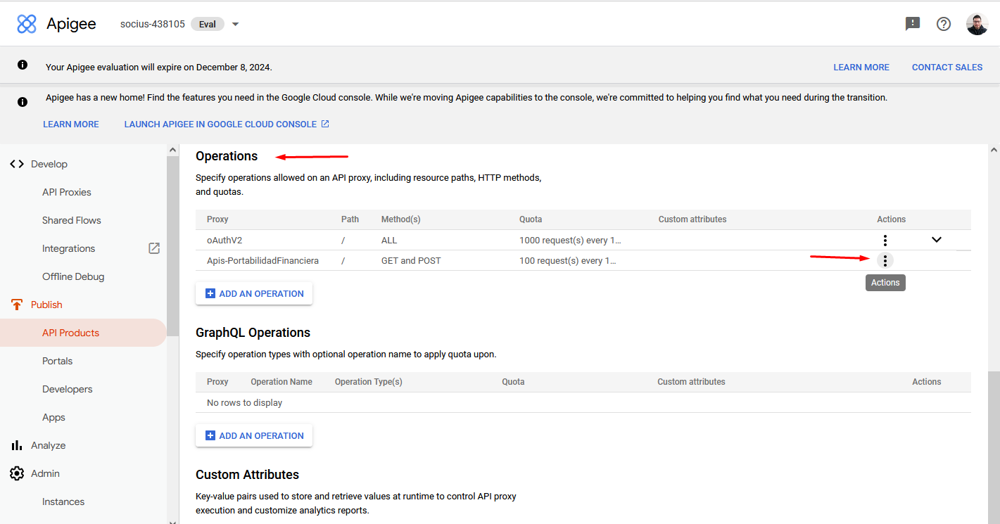 Apigee socius-438105 Eval
Your Apigee evaluation will expire on December 8, 2024. LEARN MORE CONTACT SALES
Apigee has a new home! Find the features you need in the Google Cloud console. While we're moving Apigee capabilities to the console, we're committed to helping you find what you need during the transition.
LEARN MORE LAUNCH APIGEE IN GOOGLE CLOUD CONSOLE
Develop
API Proxies
Shared Flows
Integrations
Offline Debug
Publish
API Products
Portals
Developers
Apps
Analyze
Admin
Instances
Operations
Specify operations allowed on an API proxy, including resource paths, HTTP methods,
and quotas.
Proxy Path Method(s) Quota Custom attributes Actions
oAuthV2 / ALL 1000 request(s) every 1...
Apis-PortabilidadFinanciera / GET and POST 100 request(s) every 1...
Actions
ADD AN OPERATION
GraphQL Operations
Specify operation types with optional operation name to apply quota upon.
Proxy Operation Name Operation Type(s) Quota Custom attributes Actions
No rows to display
ADD AN OPERATION
Custom Attributes
Key-value pairs used to store and retrieve values at runtime to control API proxy
execution and customize analytics reports.